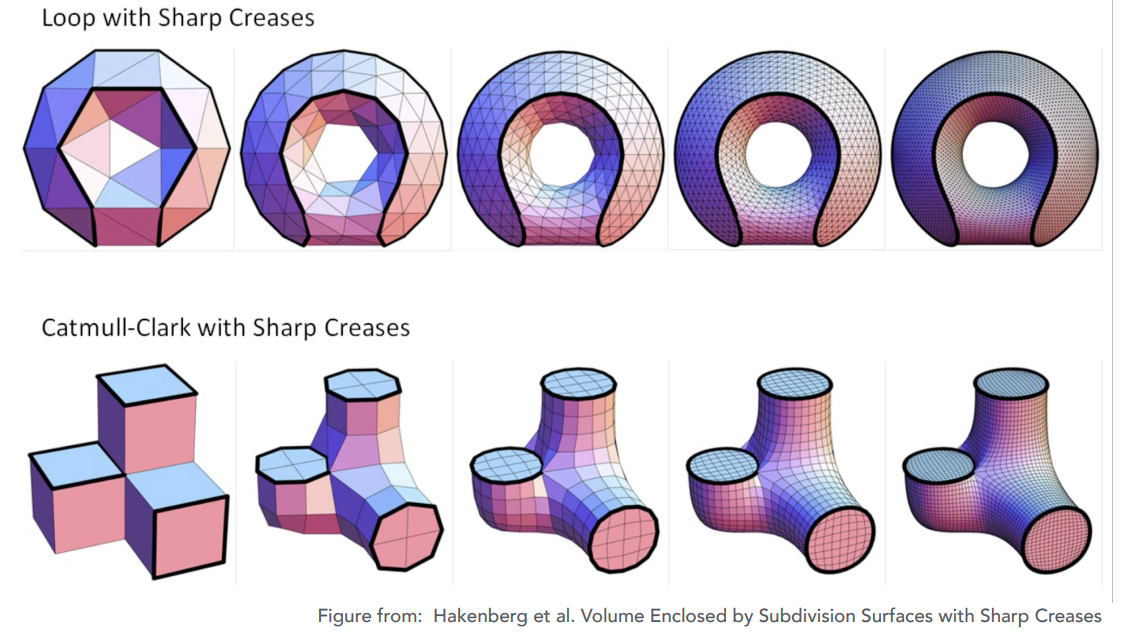 Loop with Sharp Creases
Catmull-Clark with Sharp Creases
Figure from: Hakenberg et al. Volume Enclosed by Subdivision Surfaces with Sharp Creases